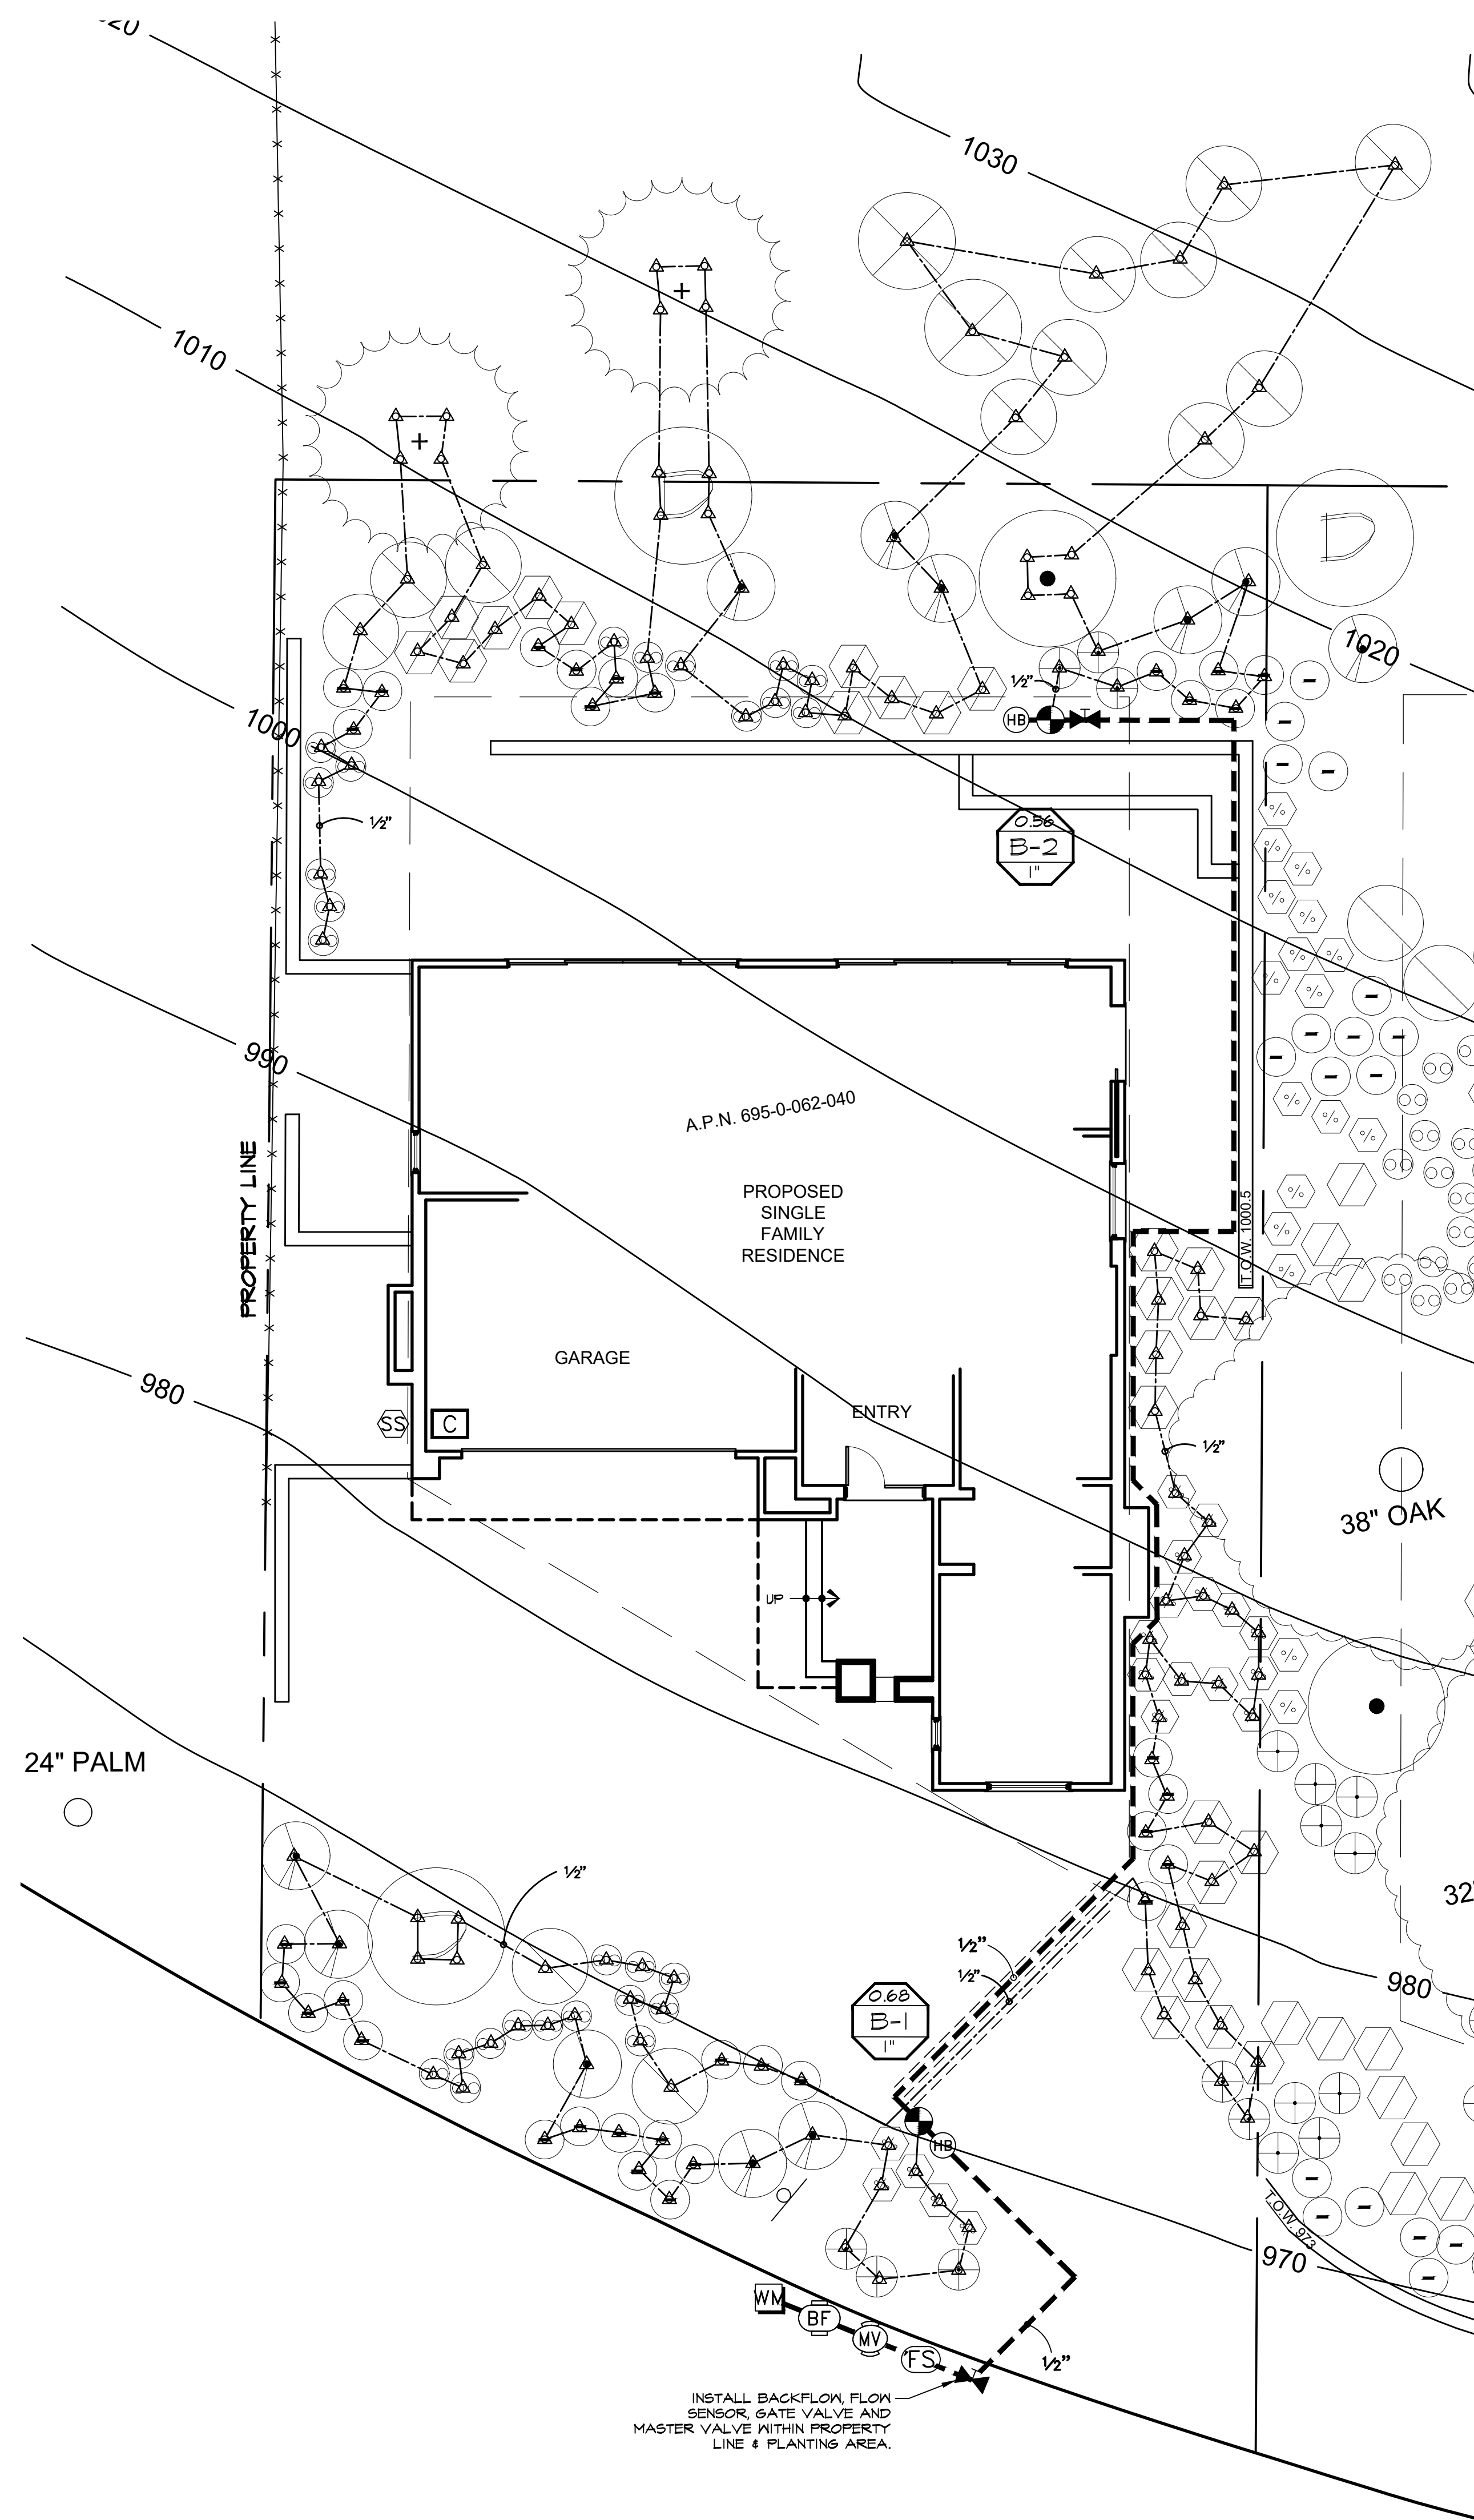 1030
1010
1020
½"
HB
1000
½"
0.56
B-2
1"
990
A.P.N. 695-0-062-040
PROPERTY LINE
PROPOSED
SINGLE
FAMILY
RESIDENCE
T.O.W. 1000.5
GARAGE
980
SS
C
ENTRY
½"
38" OAK
UP
24" PALM
½"
32"
½"
½"
980
0.68
B-1
1"
HB
T.O.W. 973
970
WM
BF
MV
FS
½"
INSTALL BACKFLOW, FLOW
SENSOR, GATE VALVE AND
MASTER VALVE WITHIN PROPERTY
LINE & PLANTING AREA.